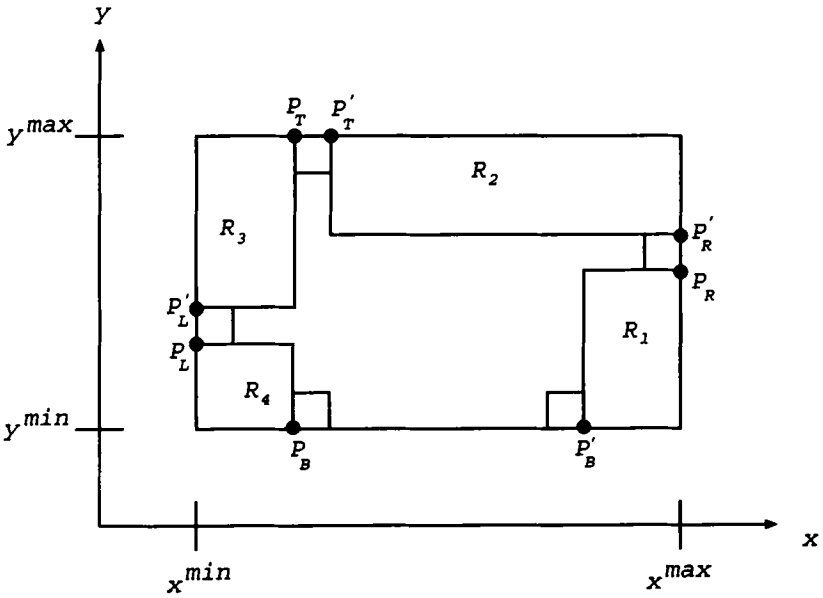 y
P_T P'_T
y^max
R_2
R_3
P'_R
P'_L
P_R
R_1
P_L
R_4
y^min
P_B P'_B
x
x^min x^max